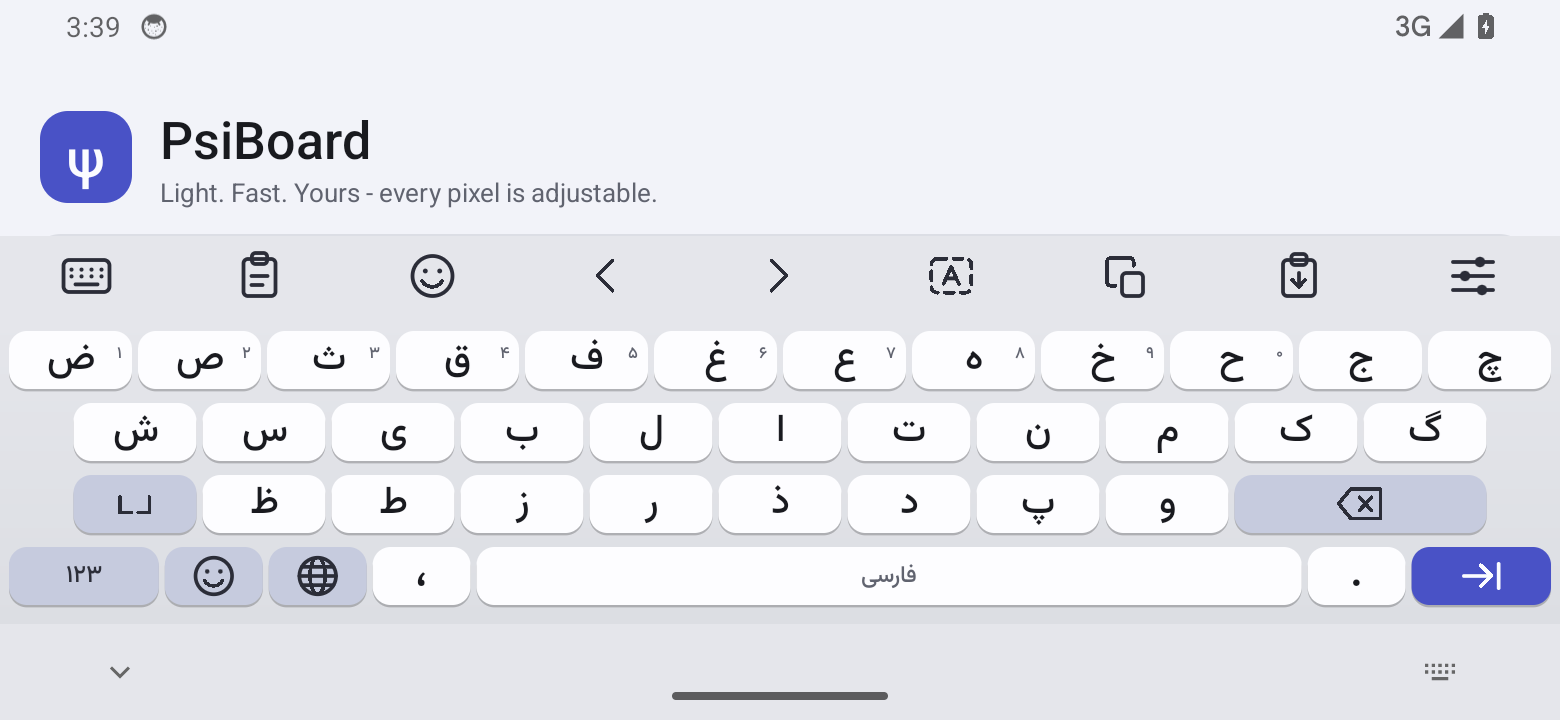 3:39 3G
ψ
PsiBoard
Light. Fast. Yours - every pixel is adjustable.
A
ض ۱ ص ۲ ث ۳ ق ۴ ف ۵ غ ۶ ع ۷ ه ۸ خ ۹ ح ۰ ج چ
ش س ی ب ل ا ت ن م ک گ
ظ ط ز ر ذ د پ و
۱۲۳ ، فارسی .